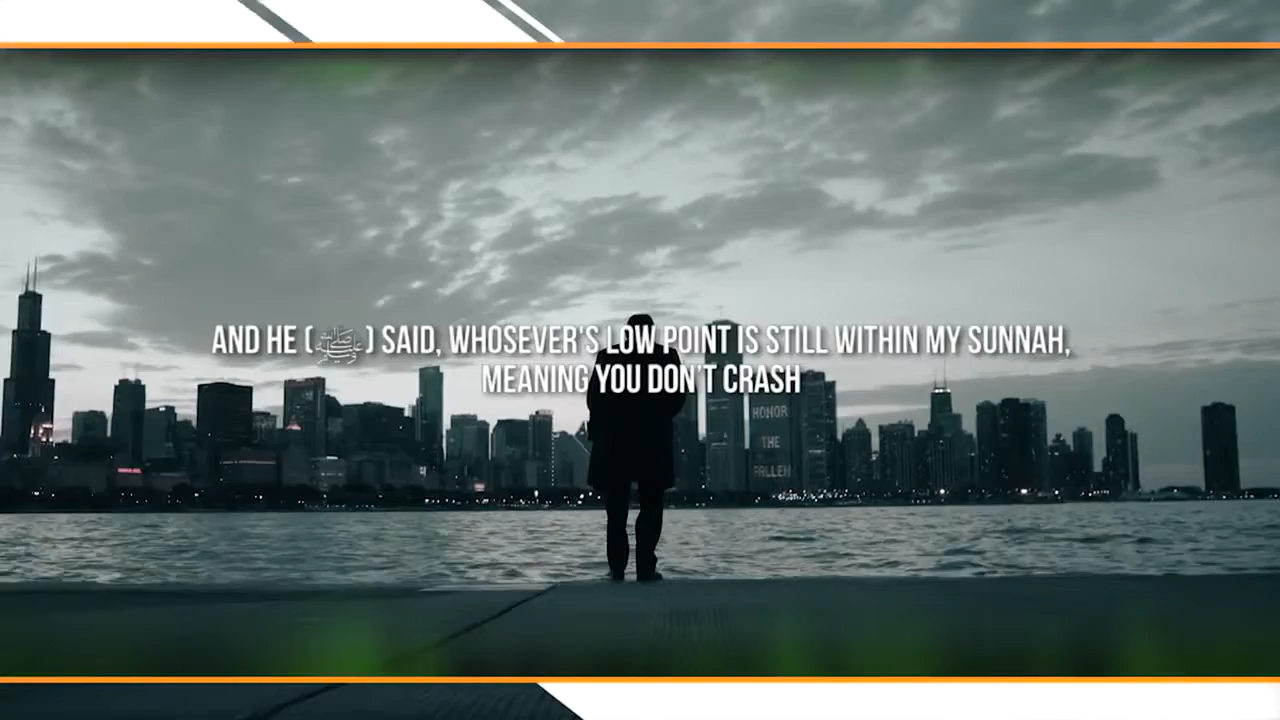 AND HE (ﷺ) SAID, WHOSEVER'S LOW POINT IS STILL WITHIN MY SUNNAH,
MEANING YOU DON'T CRASH
HONOR
THE
FALLEN